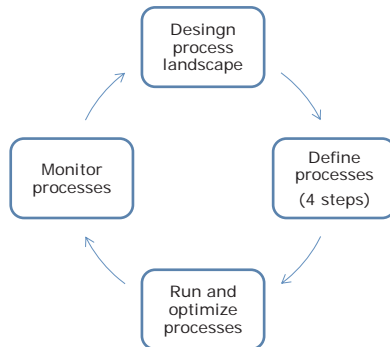 Desingn
process
landscape
Define
processes
(4 steps)
Run and
optimize
processes
Monitor
processes